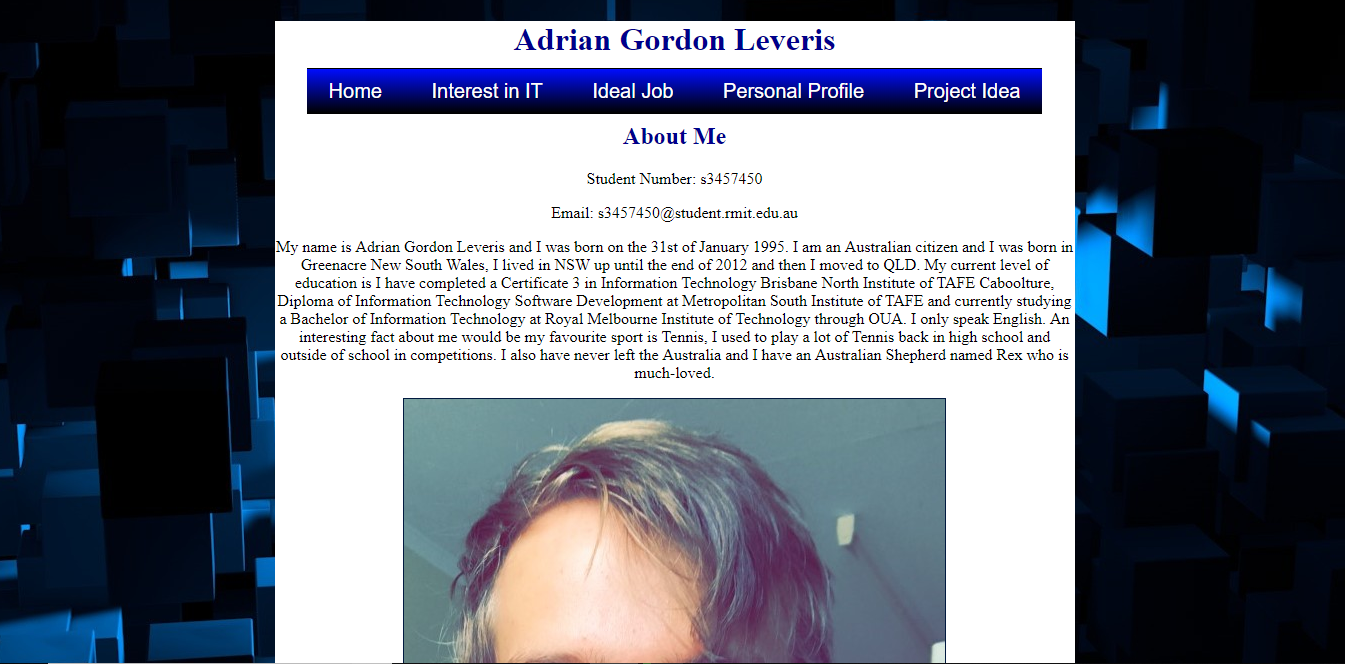 Adrian Gordon Leveris
Home Interest in IT Ideal Job Personal Profile Project Idea
About Me
Student Number: s3457450
Email: s3457450@student.rmit.edu.au
My name is Adrian Gordon Leveris and I was born on the 31st of January 1995. I am an Australian citizen and I was born in
Greenacre New South Wales, I lived in NSW up until the end of 2012 and then I moved to QLD. My current level of
education is I have completed a Certificate 3 in Information Technology Brisbane North Institute of TAFE Caboolture,
Diploma of Information Technology Software Development at Metropolitan South Institute of TAFE and currently studying
a Bachelor of Information Technology at Royal Melbourne Institute of Technology through OUA. I only speak English. An
interesting fact about me would be my favourite sport is Tennis, I used to play a lot of Tennis back in high school and
outside of school in competitions. I also have never left the Australia and I have an Australian Shepherd named Rex who is
much-loved.